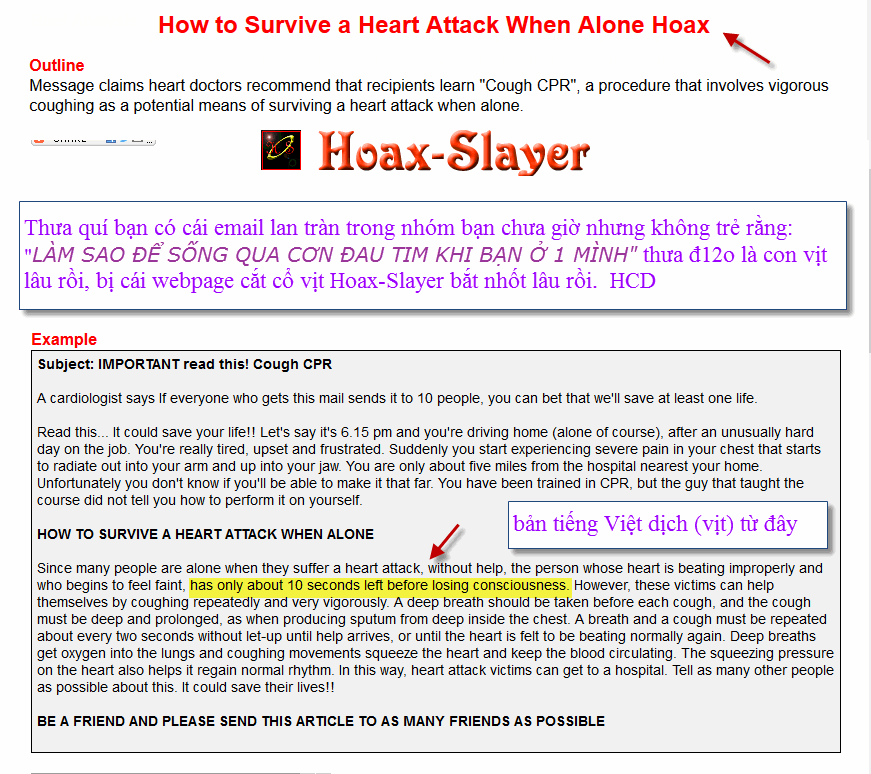 How to Survive a Heart Attack When Alone Hoax
Outline
Message claims heart doctors recommend that recipients learn "Cough CPR", a procedure that involves vigorous
coughing as a potential means of surviving a heart attack when alone.
Hoax-Slayer
Thưa quí bạn có cái email lan tràn trong nhóm bạn chưa giờ nhưng không trẻ rằng:
"LÀM SAO ĐỂ SỐNG QUA CƠN ĐAU TIM KHI BẠN Ở 1 MÌNH" thưa đ12o là con vịt
lâu rồi, bị cái webpage cắt cổ vịt Hoax-Slayer bắt nhốt lâu rồi.  HCD
Example
Subject: IMPORTANT read this! Cough CPR
A cardiologist says If everyone who gets this mail sends it to 10 people, you can bet that we'll save at least one life.
Read this... It could save your life!! Let's say it's 6.15 pm and you're driving home (alone of course), after an unusually hard
day on the job. You're really tired, upset and frustrated. Suddenly you start experiencing severe pain in your chest that starts
to radiate out into your arm and up into your jaw. You are only about five miles from the hospital nearest your home.
Unfortunately you don't know if you'll be able to make it that far. You have been trained in CPR, but the guy that taught the
course did not tell you how to perform it on yourself.
bản tiếng Việt dịch (vịt) từ đây
HOW TO SURVIVE A HEART ATTACK WHEN ALONE
Since many people are alone when they suffer a heart attack, without help, the person whose heart is beating improperly and
who begins to feel faint, has only about 10 seconds left before losing consciousness. However, these victims can help
themselves by coughing repeatedly and very vigorously. A deep breath should be taken before each cough, and the cough
must be deep and prolonged, as when producing sputum from deep inside the chest. A breath and a cough must be repeated
about every two seconds without let-up until help arrives, or until the heart is felt to be beating normally again. Deep breaths
get oxygen into the lungs and coughing movements squeeze the heart and keep the blood circulating. The squeezing pressure
on the heart also helps it regain normal rhythm. In this way, heart attack victims can get to a hospital. Tell as many other people
as possible about this. It could save their lives!!
BE A FRIEND AND PLEASE SEND THIS ARTICLE TO AS MANY FRIENDS AS POSSIBLE